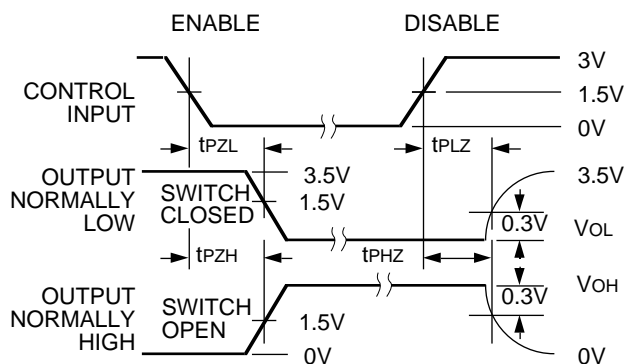 ENABLE DISABLE
3V
CONTROL
INPUT
1.5V
0V
tPZL tPLZ
OUTPUT
NORMALLY
LOW
SWITCH
CLOSED
3.5V
1.5V
3.5V
0.3V
VOL
tPZH tPHZ
OUTPUT
NORMALLY
HIGH
SWITCH
OPEN
0.3V
VOH
1.5V
0V
0V